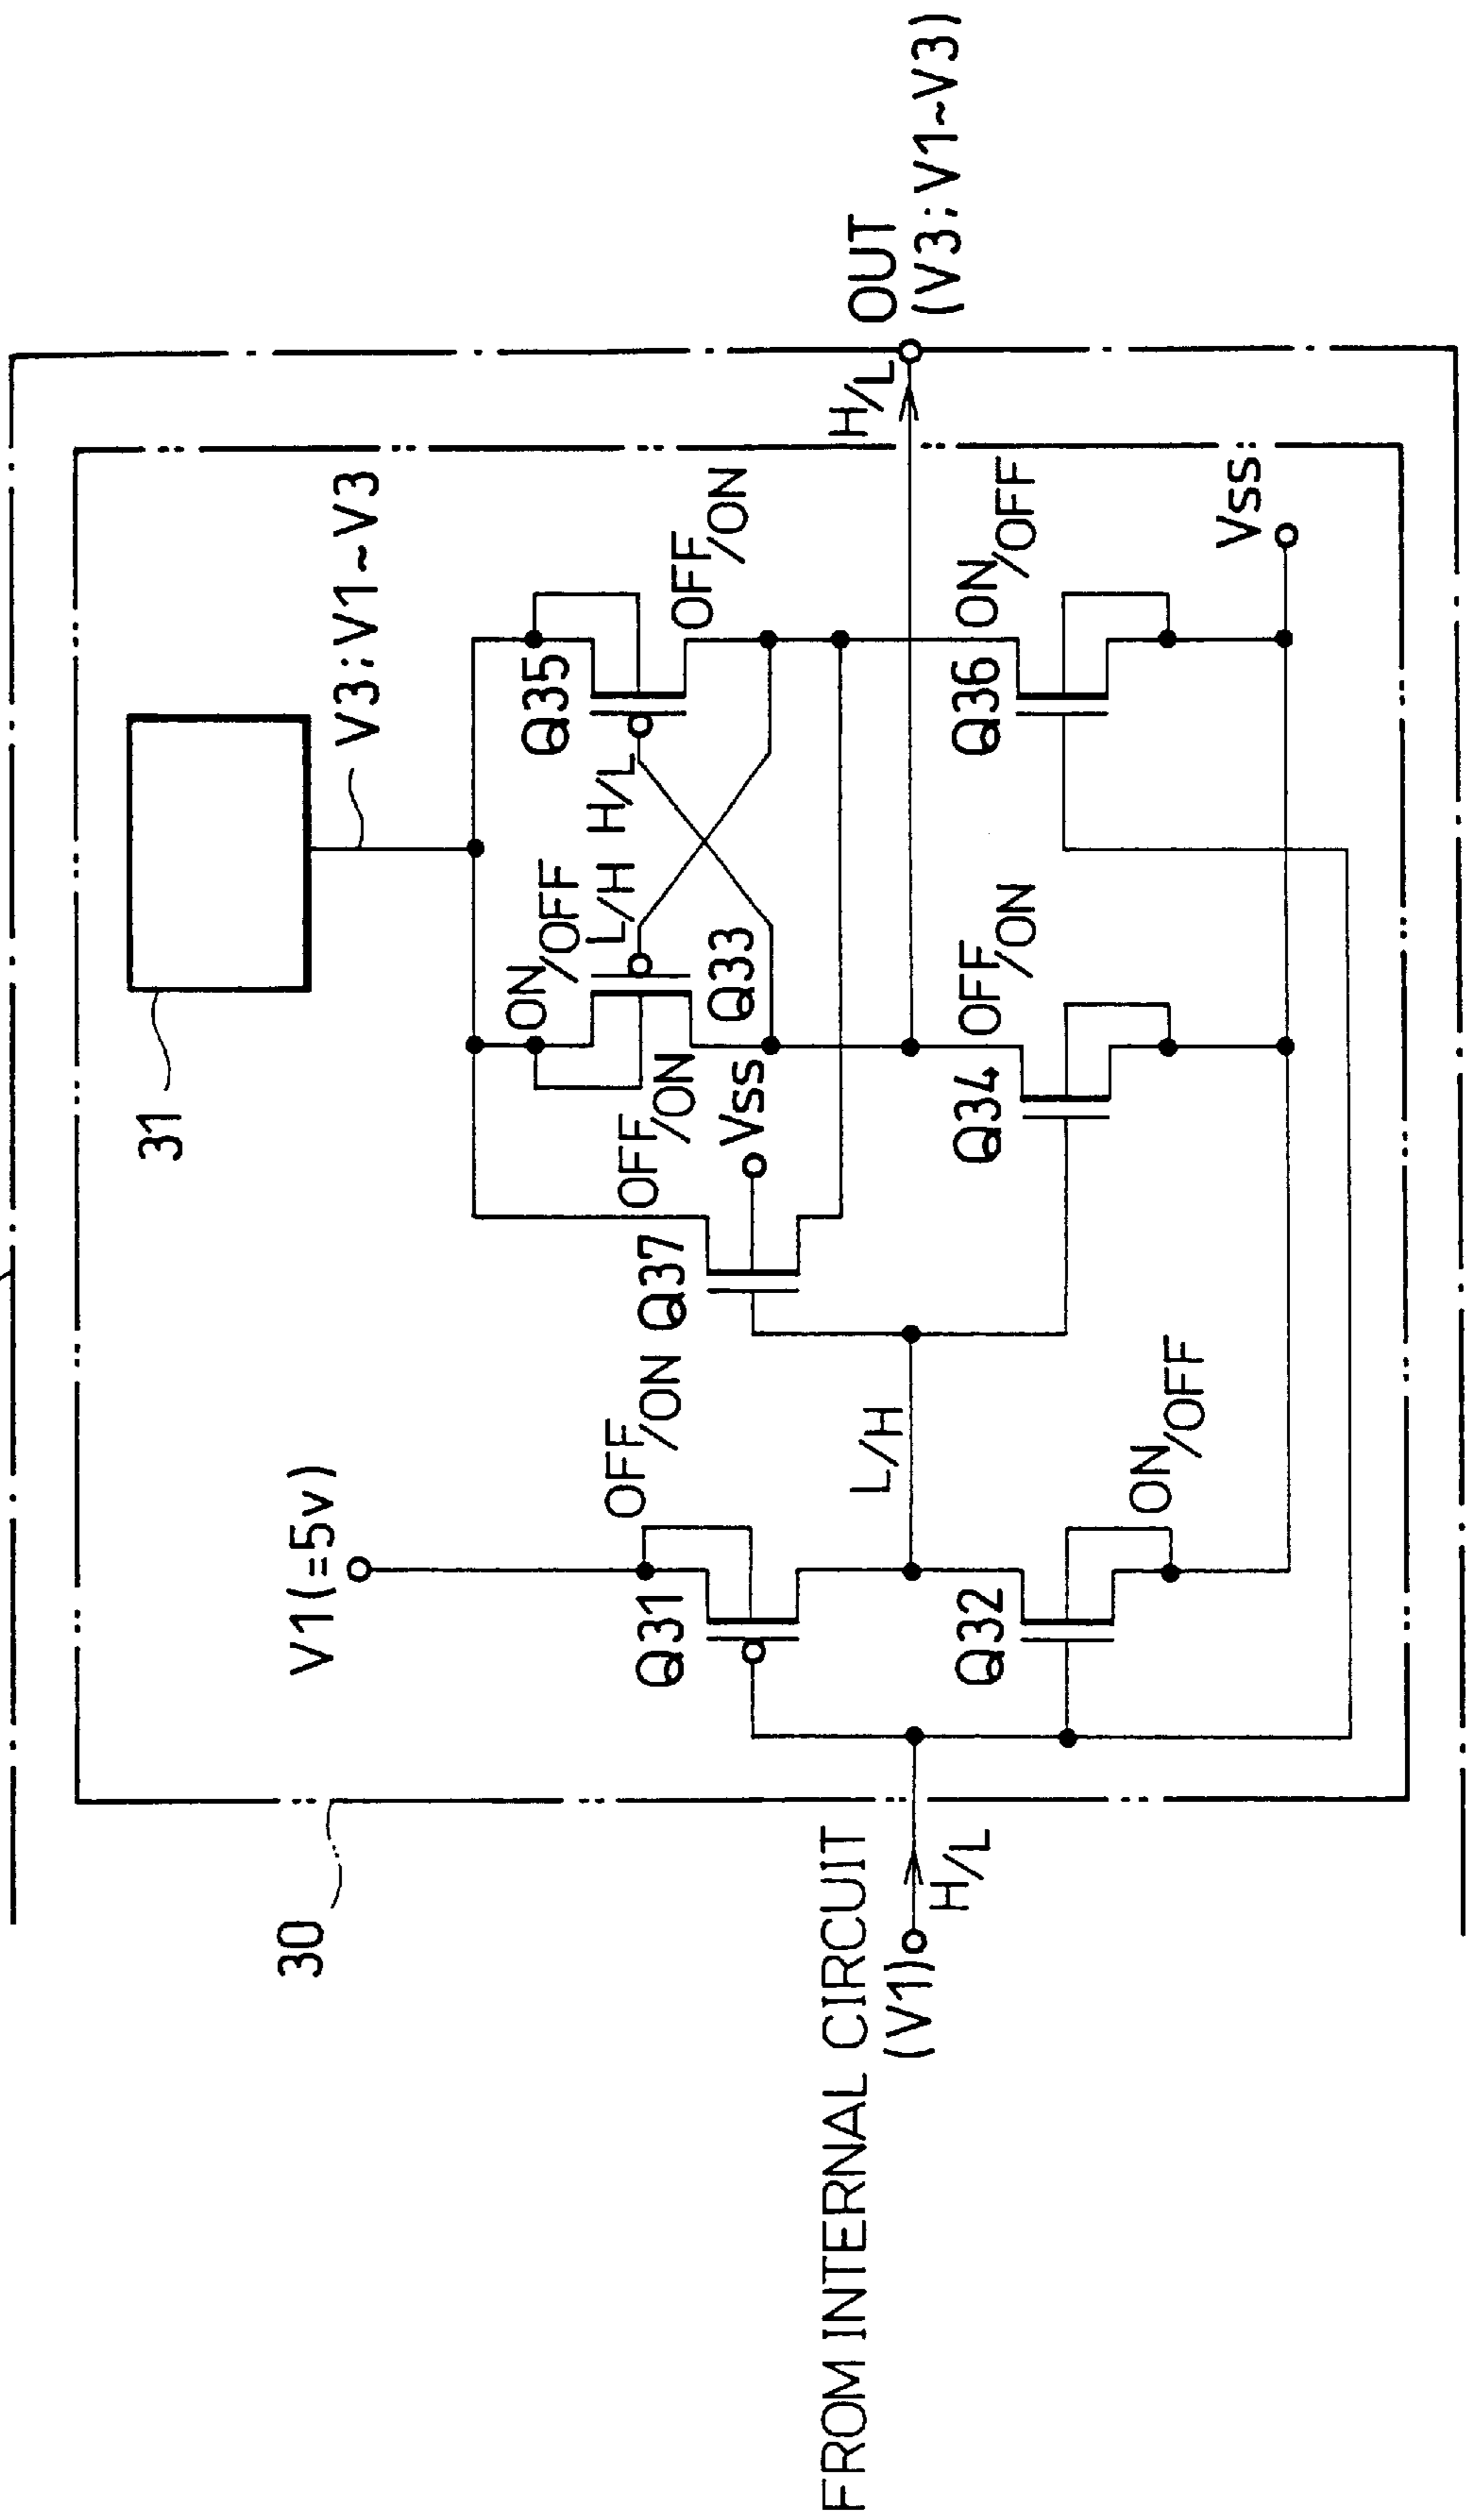 31
V3:V1~V3
30
V1(=5v)
OFF/ON
Q31
OFF/ON
Q37
Vss
ON/OFF
L/H
H/L
Q33
Q35
OFF/ON
OUT
(V3:V1~V3)
H/L
FROM INTERNAL CIRCUIT
(V1)
H/L
L/H
Q32
ON/OFF
Q34
OFF/ON
Q36
ON/OFF
Vss